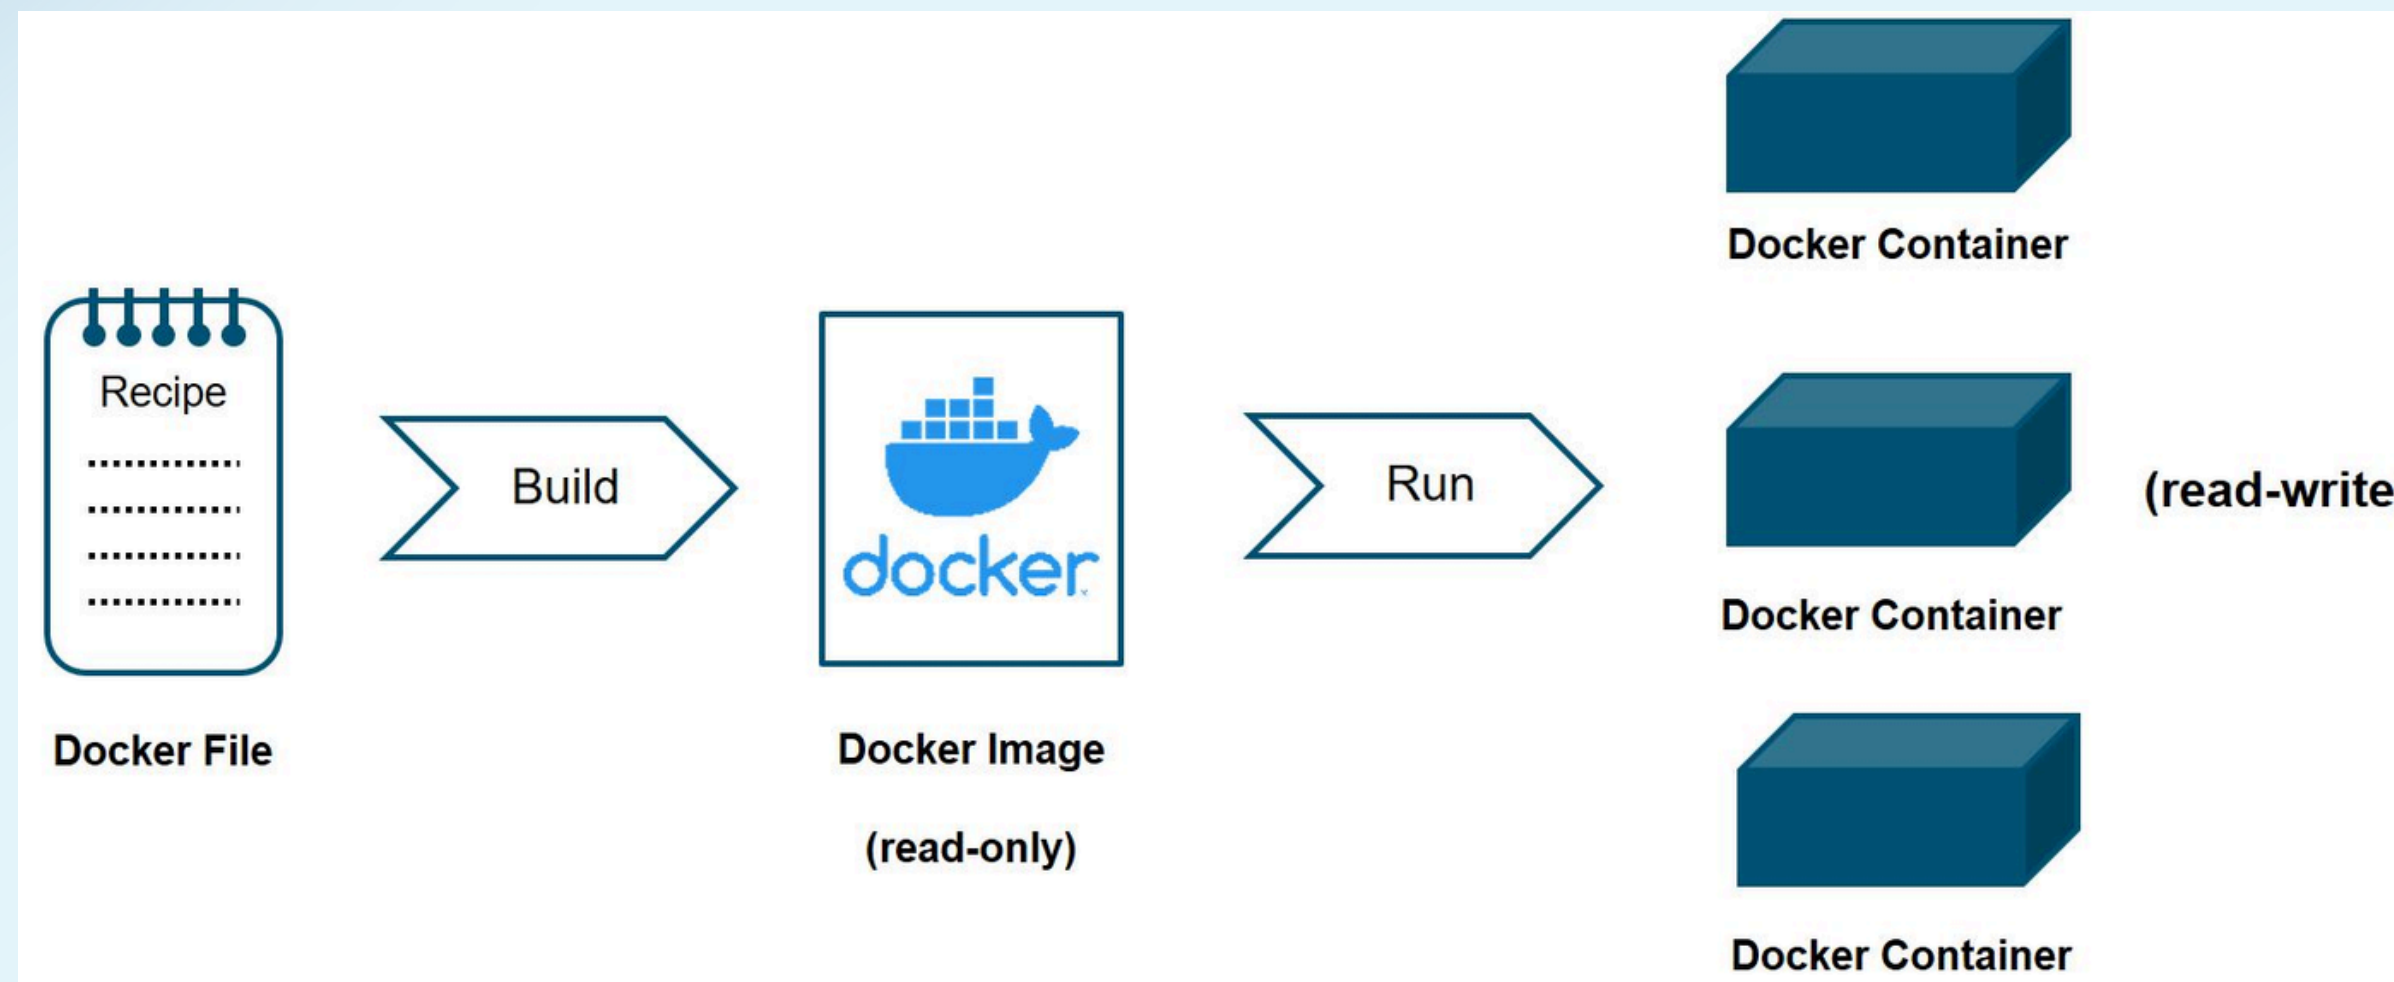 Docker Container
Recipe
Build
docker
Run
(read-write
Docker Container
Docker File
Docker Image
(read-only)
Docker Container